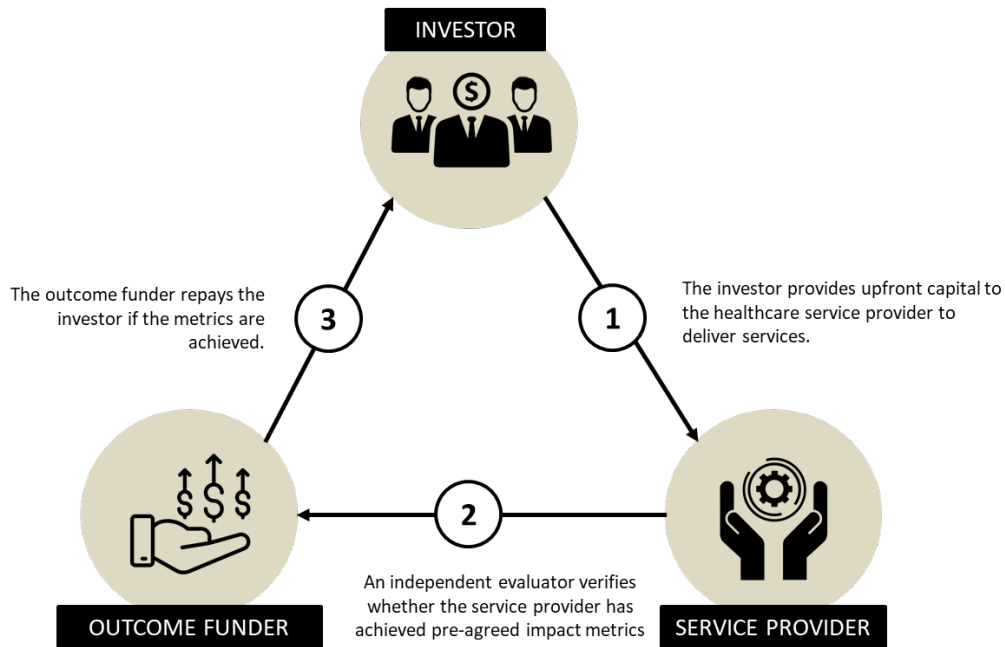 INVESTOR
$
The outcome funder repays the
investor if the metrics are
achieved.
3
1
The investor provides upfront capital to
the healthcare service provider to
deliver services.
$ $ $
2
An independent evaluator verifies
whether the service provider has
achieved pre-agreed impact metrics
OUTCOME FUNDER
SERVICE PROVIDER